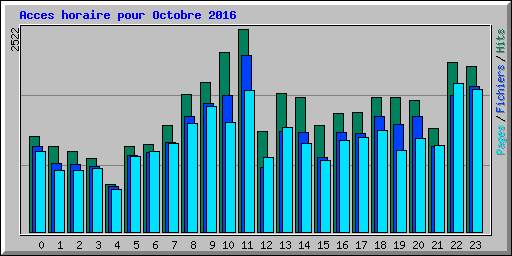 Acces horaire pour Octobre 2016
2522
Pages / Fichiers / Hits
0 1 2 3 4 5 6 7 8 9 10 11 12 13 14 15 16 17 18 19 20 21 22 23